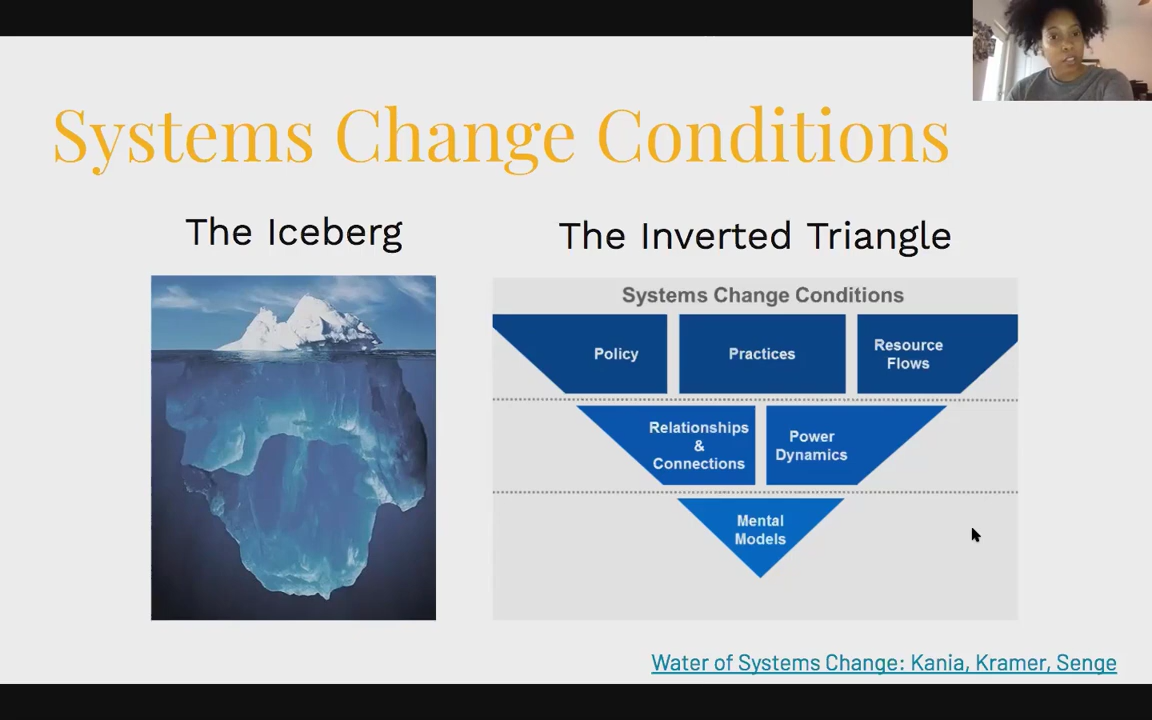 Systems Change Conditions
The Iceberg
The Inverted Triangle
Systems Change Conditions
Policy
Practices
Resource
Flows
Relationships
&
Connections
Power
Dynamics
Mental
Models
Water of Systems Change: Kania, Kramer, Senge